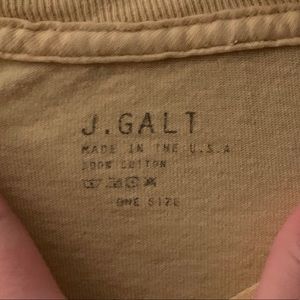 J.GALT
MADE IN THE U.S.A
100% COTTON
ONE SIZE